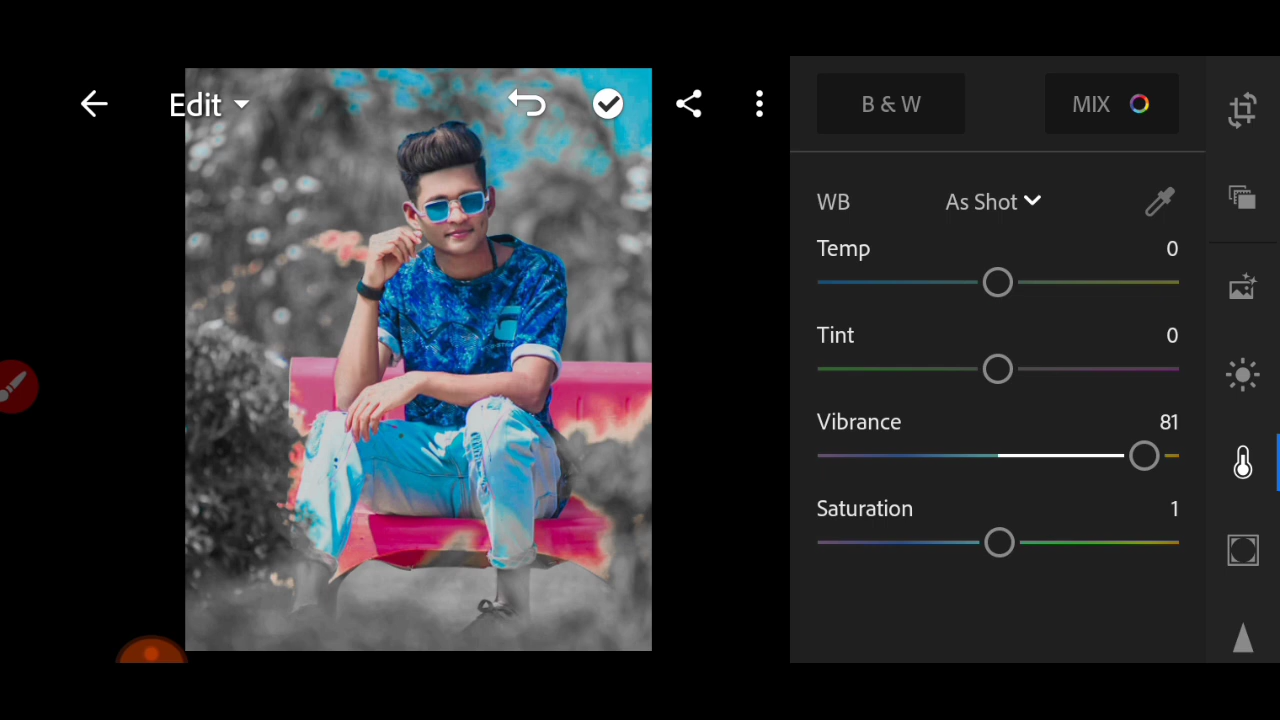 Edit
B & W
MIX
WB
As Shot
Temp
0
Tint
0
Vibrance
81
Saturation
1